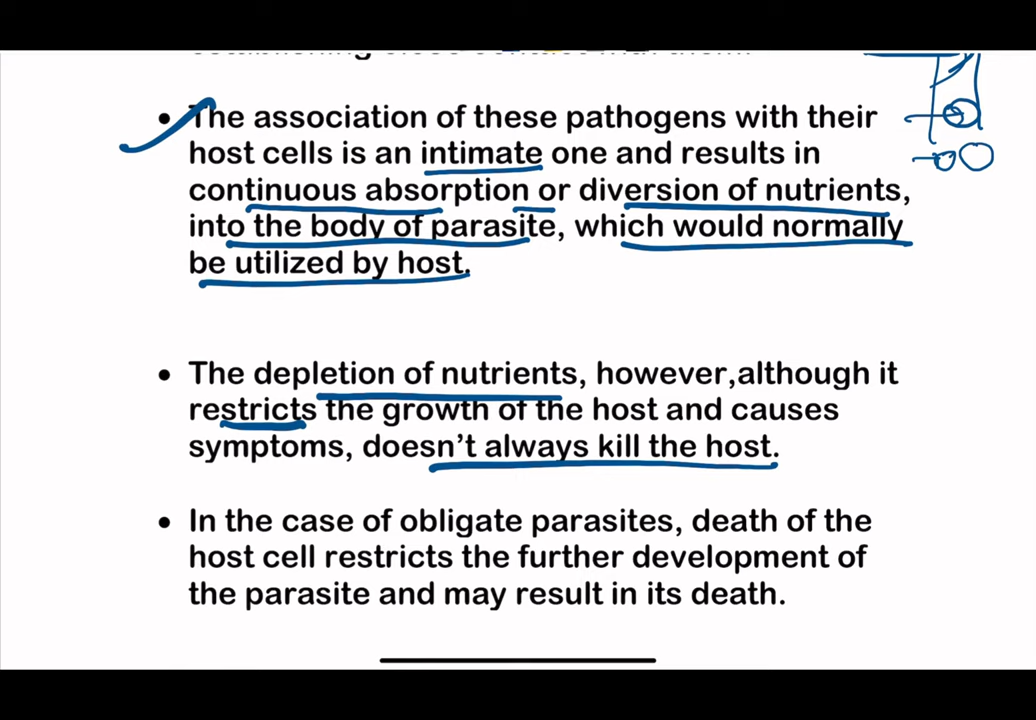 • The association of these pathogens with their
host cells is an intimate one and results in
continuous absorption or diversion of nutrients,
into the body of parasite, which would normally
be utilized by host.
• The depletion of nutrients, however,although it
restricts the growth of the host and causes
symptoms, doesn't always kill the host.
• In the case of obligate parasites, death of the
host cell restricts the further development of
the parasite and may result in its death.